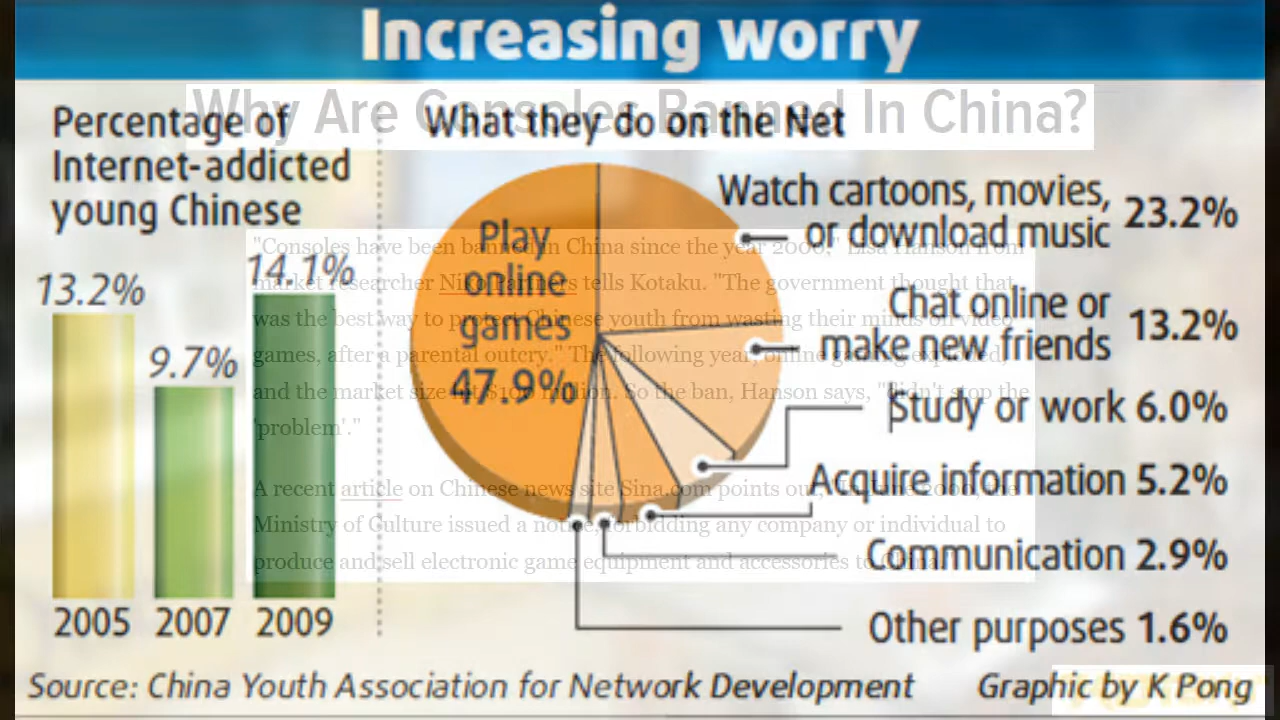 Increasing worry
Why Are Consoles Banned In China?
Percentage of
Internet-addicted
young Chinese
13.2%
9.7%
14.1%
2005 2007 2009
What they do on the Net
Play
online
games
47.9%
Watch cartoons, movies,
or download music 23.2%
Chat online or
make new friends 13.2%
Study or work 6.0%
Acquire information 5.2%
Communication 2.9%
Other purposes 1.6%
"Consoles have been banned in China since the year 2000," Lisa Hanson from
market researcher Niko Partners tells Kotaku. "The government thought that
was the best way to protect Chinese youth from wasting their minds on video
games, after a parental outcry." The following year, online gaming exploded,
and the market size hit $100 million. So the ban, Hanson says, "didn't stop the
'problem'."
A recent article on Chinese news site Sina.com points out, June 2000, the
Ministry of Culture issued a notice, forbidding any company or individual to
produce and sell electronic game equipment and accessories to China.
Source: China Youth Association for Network Development
Graphic by K Pong